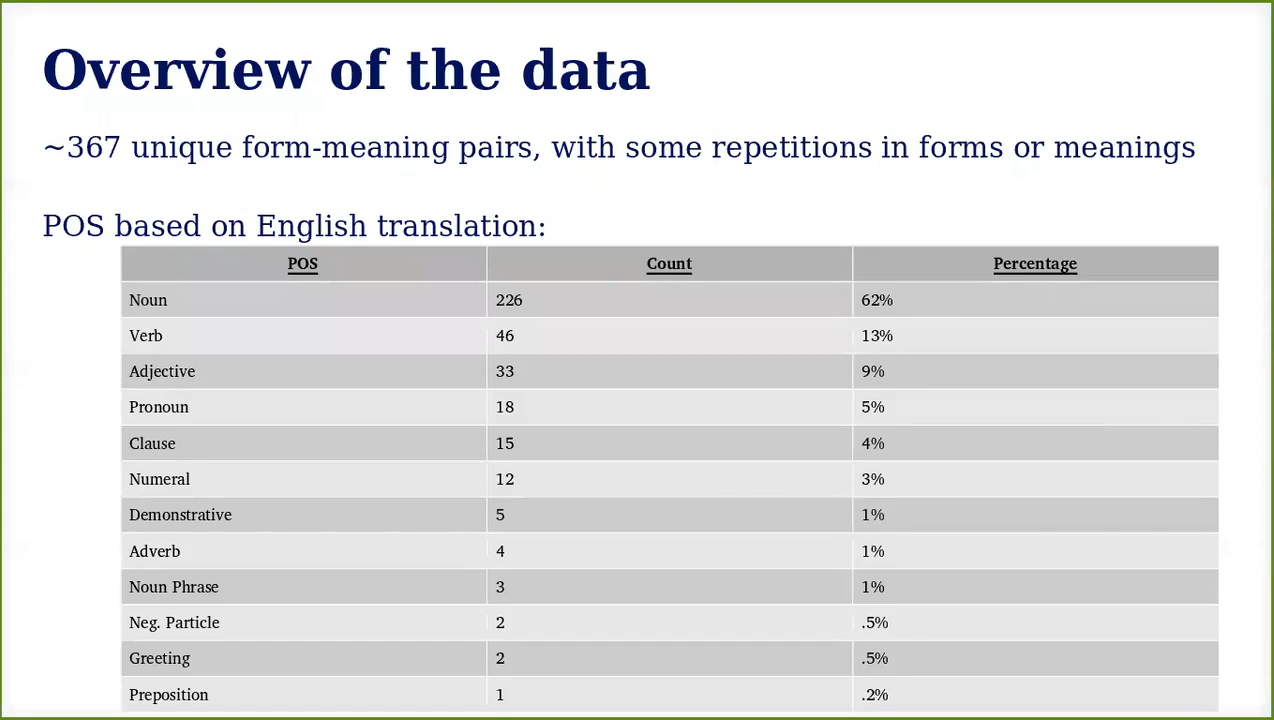 Overview of the data
~367 unique form-meaning pairs, with some repetitions in forms or meanings
POS based on English translation:
POS Count Percentage
Noun 226 62%
Verb 46 13%
Adjective 33 9%
Pronoun 18 5%
Clause 15 4%
Numeral 12 3%
Demonstrative 5 1%
Adverb 4 1%
Noun Phrase 3 1%
Neg. Particle 2 .5%
Greeting 2 .5%
Preposition 1 .2%